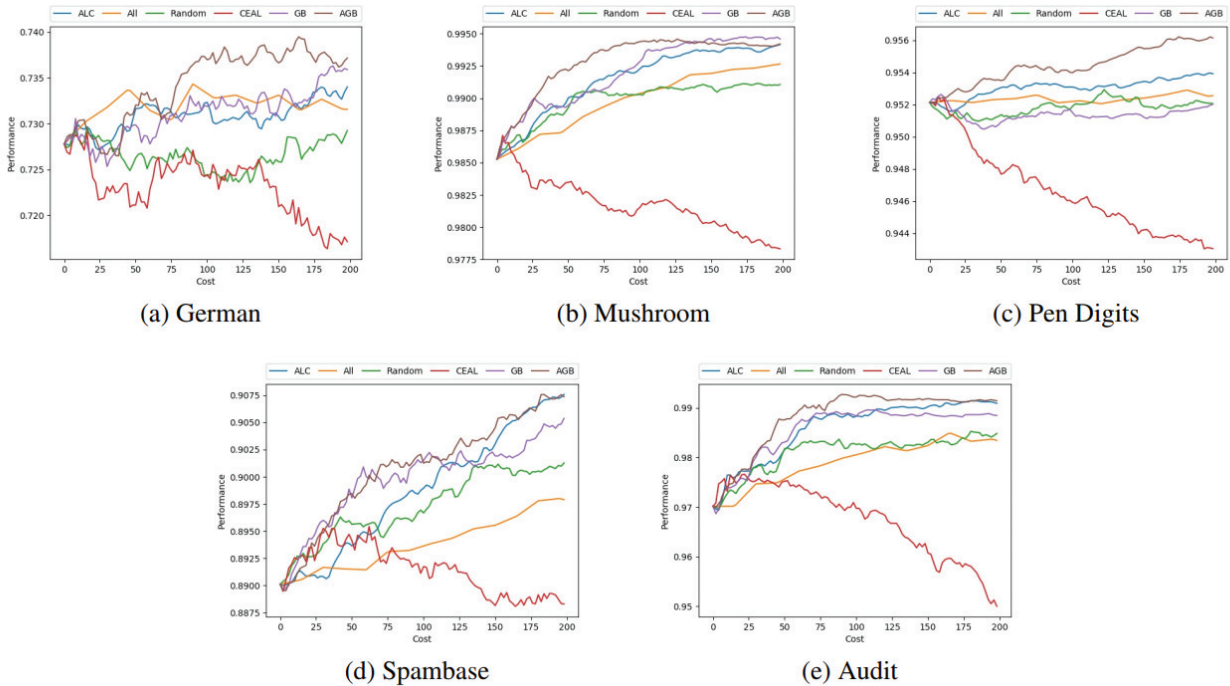 ALC All Random CEAL GB AGB
0.740
0.735
0.730
0.725
0.720
Performance
0 25 50 75 100 125 150 175 200
Cost
(a) German
ALC All Random CEAL GB AGB
0.9950
0.9925
0.9900
0.9875
0.9850
0.9825
0.9800
0.9775
Performance
0 25 50 75 100 125 150 175 200
Cost
(b) Mushroom
ALC All Random CEAL GB AGB
0.956
0.954
0.952
0.950
0.948
0.946
0.944
Performance
0 25 50 75 100 125 150 175 200
Cost
(c) Pen Digits
ALC All Random CEAL GB AGB
0.9075
0.9050
0.9025
0.9000
0.8975
0.8950
0.8925
0.8900
0.8875
Performance
0 25 50 75 100 125 150 175 200
Cost
(d) Spambase
ALC All Random CEAL GB AGB
0.99
0.98
0.97
0.96
0.95
Performance
0 25 50 75 100 125 150 175 200
Cost
(e) Audit